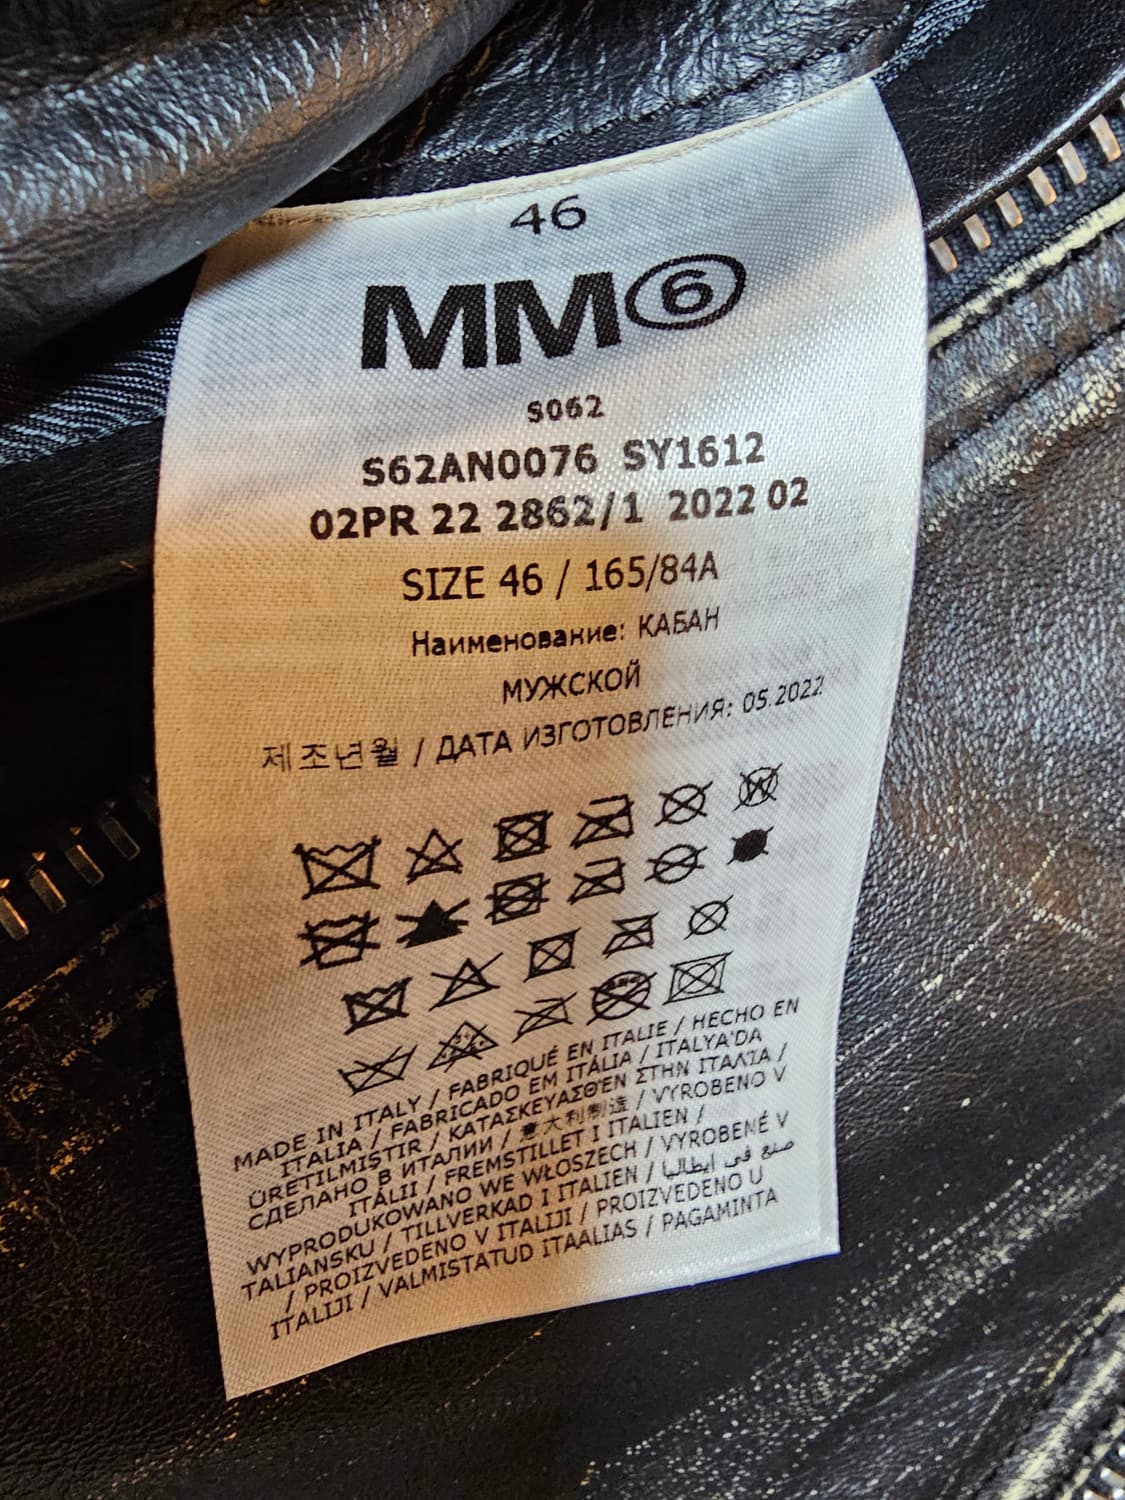 46
MM6
S062
S62AN0076 SY1612
02PR 22 2862/1 2022 02
SIZE 46 / 165/84A
Наименование: КАБАН
МУЖСКОЙ
제조년월 / ДАТА ИЗГОТОВЛЕНИЯ: 05.2022
W
MADE IN ITALY / FABRIQUÉ EN ITALIE / HECHO EN
ITALIA / FABRICADO EM ITÁLIA / ITALYA'DA
ÜRETILMIŞTIR / ΚΑΤΑΣΚΕΥΑΣΘΈΝ ΣΤΗΝ ΙΤΑΛΊΑ /
СДЕЛАНО В ИТАЛИИ / 意大利制造 / VYROBENO V
ITÁLII / FREMSTILLET I ITALIEN /
WYPRODUKOWANO WE WŁOSZECH / VYROBENÉ V
TALIANSKU / TILLVERKAD I ITALIEN / صنع في ايطاليا
/ PROIZVEDENO V ITALIJI / PROIZVEDENO U
ITALIJI / VALMISTATUD ITAALIAS / PAGAMINTA